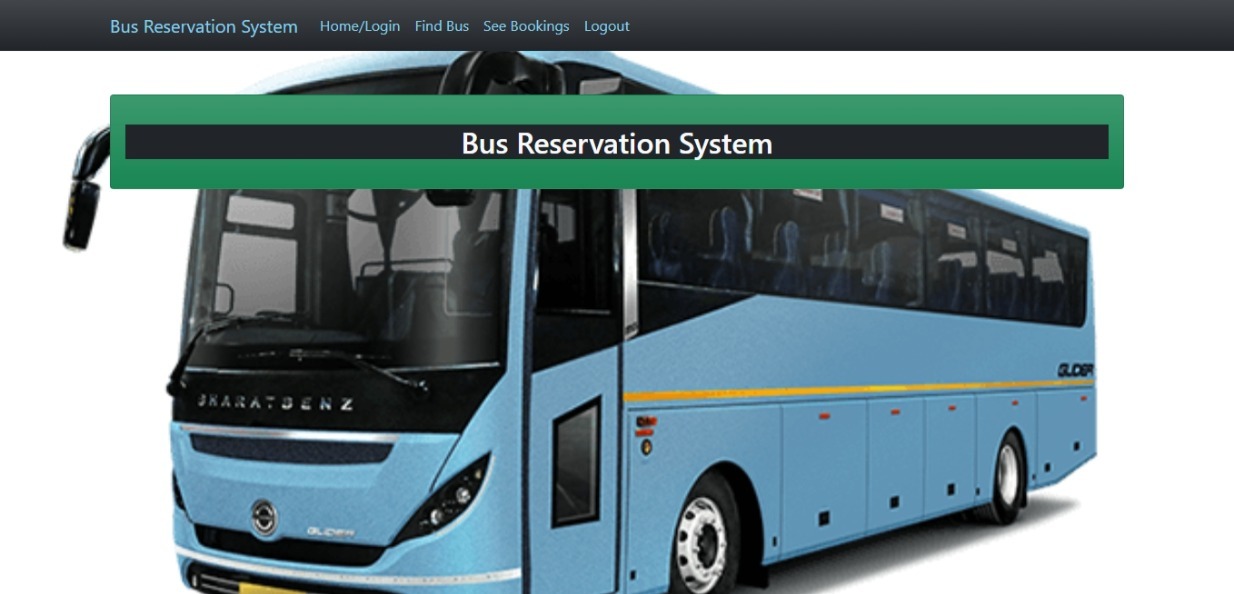 Bus Reservation System Home/Login Find Bus See Bookings Logout
Bus Reservation System
GLIDER
BHARATBENZ
GLIDER